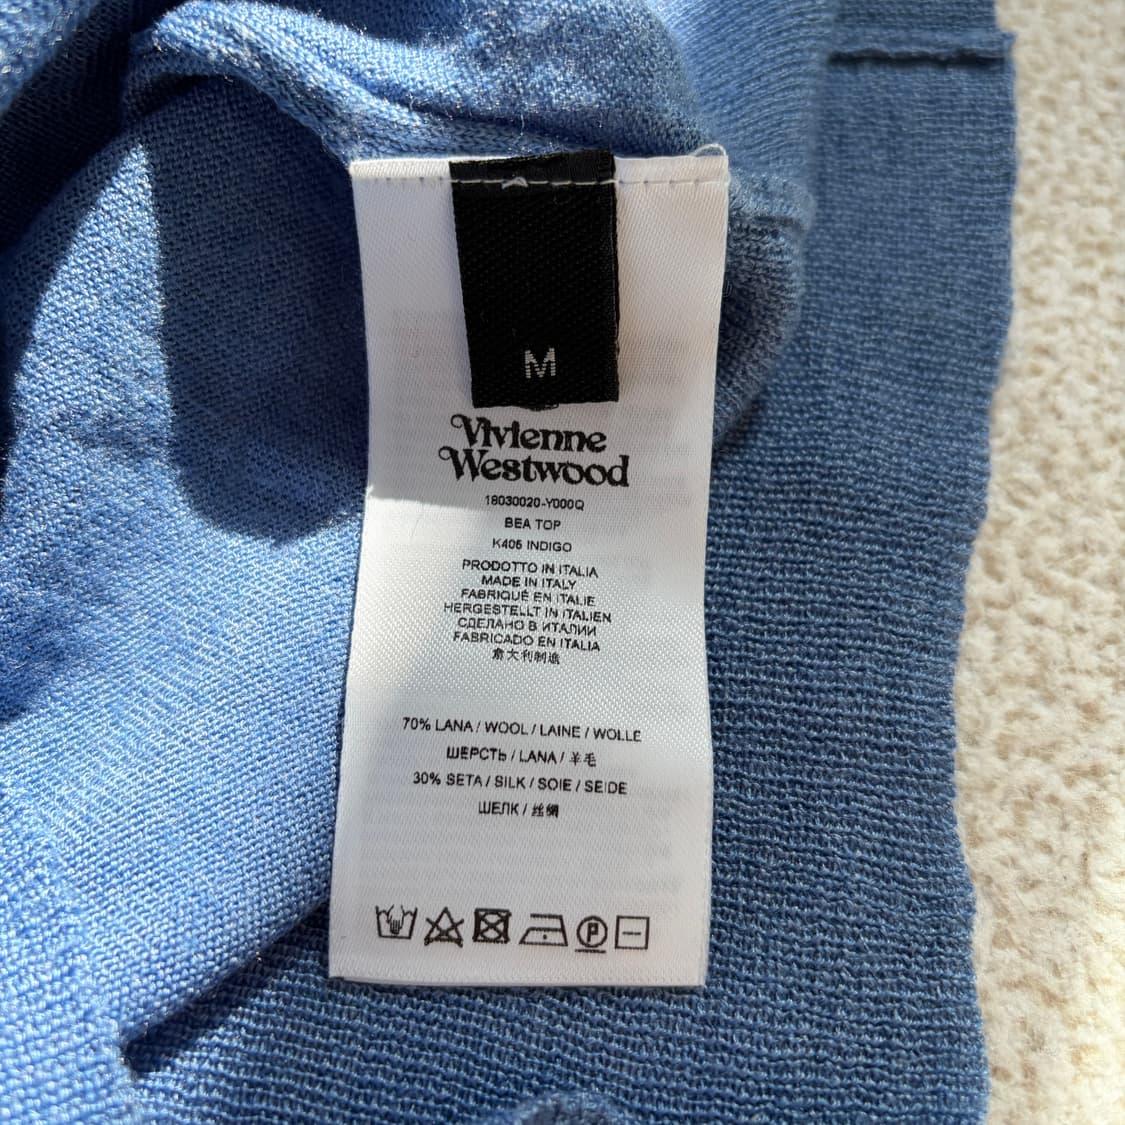 M
Vivienne
Westwood
18030020-Y000Q
BEA TOP
K405 INDIGO
PRODOTTO IN ITALIA
MADE IN ITALY
FABRIQUÉ EN ITALIE
HERGESTELLT IN ITALIEN
СДЕЛАНО В ИТАЛИИ
FABRICADO EN ITALIA
意大利制造
70% LANA / WOOL / LAINE / WOLLE
ШЕРСТЬ / LANA / 羊毛
30% SETA / SILK / SOIE / SEIDE
ШЕЛК / 丝绸
P